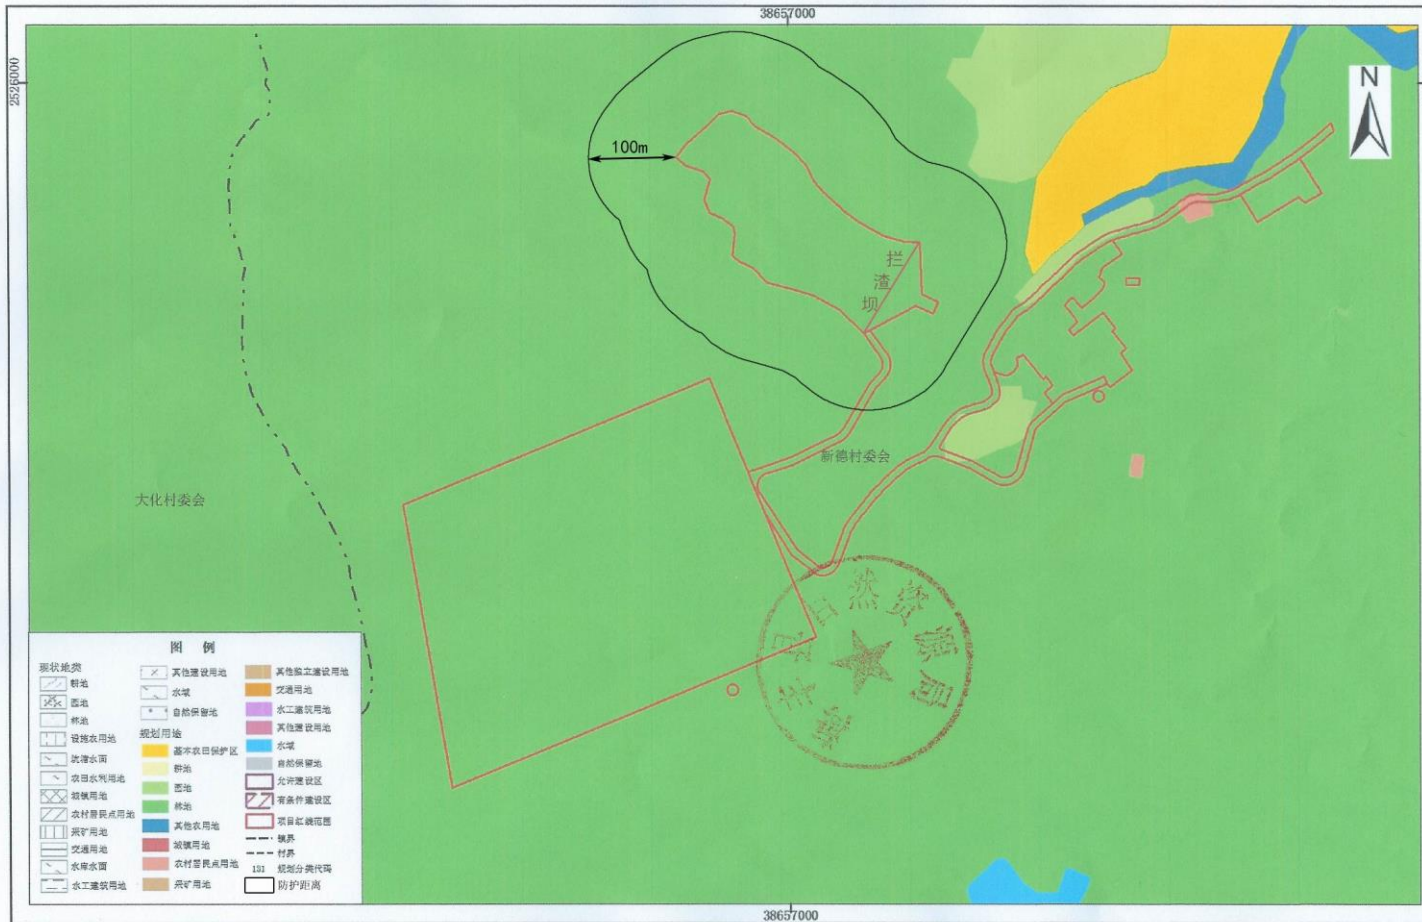 38657000
2526000
N
100m
拦
渣
坝
新德村委会
大化村委会
自然资源局
图 例
现状地类
耕地
园地
林地
设施农用地
坑塘水面
农田水利用地
城镇用地
农村居民点用地
采矿用地
交通用地
水库水面
水工建筑用地
其他建设用地
水域
自然保留地
规划用地
基本农田保护区
耕地
园地
林地
其他农用地
城镇用地
农村居民点用地
采矿用地
其他独立建设用地
交通用地
水工建筑用地
其他建设用地
水域
自然保留地
允许建设区
有条件建设区
项目红线范围
镇界
村界
151 规划分类代码
防护距离
38657000